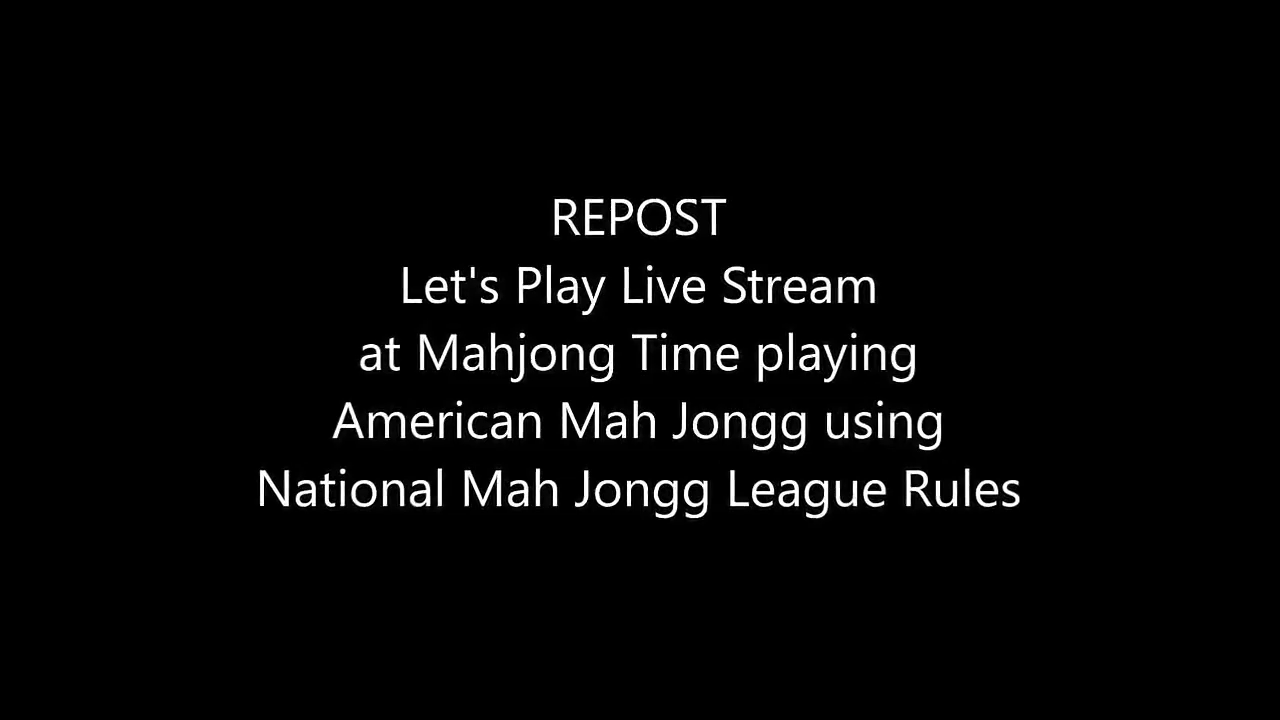 REPOST
Let's Play Live Stream
at Mahjong Time playing
American Mah Jongg using
National Mah Jongg League Rules